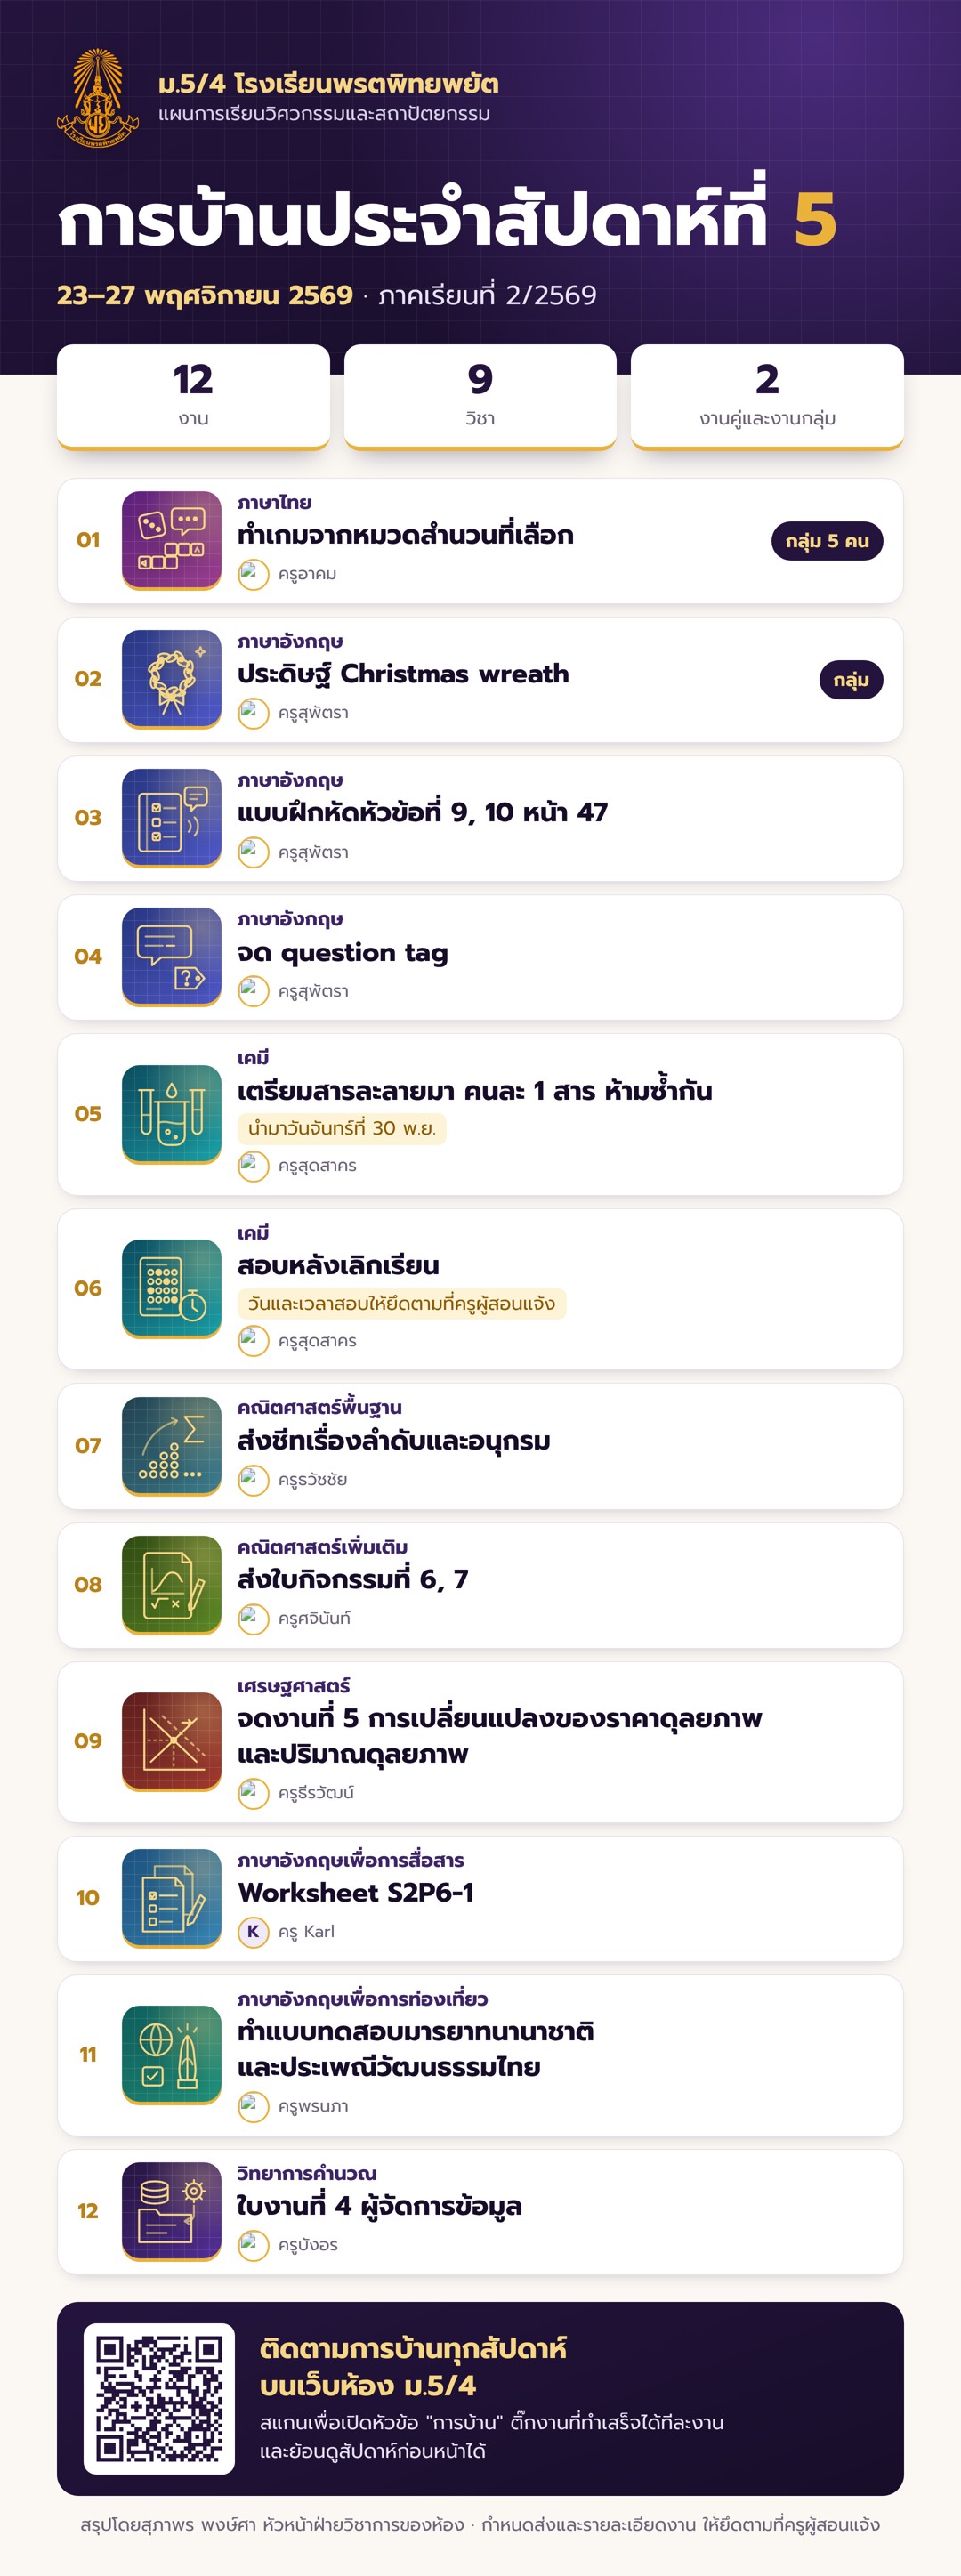 ม.5/4 โรงเรียนพรตพิทยพยัต
แผนการเรียนวิศวกรรมและสถาปัตยกรรม
การบ้านประจำสัปดาห์ที่ 5
23–27 พฤศจิกายน 2569 · ภาคเรียนที่ 2/2569
12
งาน
9
วิชา
2
งานคู่และงานกลุ่ม
01
ภาษาไทย
ทำเกมจากหมวดสำนวนที่เลือก
ครูอาคม
กลุ่ม 5 คน
02
ภาษาอังกฤษ
ประดิษฐ์ Christmas wreath
ครูสุพัตรา
กลุ่ม
03
ภาษาอังกฤษ
แบบฝึกหัดหัวข้อที่ 9, 10 หน้า 47
ครูสุพัตรา
04
ภาษาอังกฤษ
จด question tag
ครูสุพัตรา
05
เคมี
เตรียมสารละลายมา คนละ 1 สาร ห้ามซ้ำกัน
นำมาวันจันทร์ที่ 30 พ.ย.
ครูสุดสาคร
06
เคมี
สอบหลังเลิกเรียน
วันและเวลาสอบให้ยึดตามที่ครูผู้สอนแจ้ง
ครูสุดสาคร
07
คณิตศาสตร์พื้นฐาน
ส่งชีทเรื่องลำดับและอนุกรม
ครูธวัชชัย
08
คณิตศาสตร์เพิ่มเติม
ส่งใบกิจกรรมที่ 6, 7
ครูศจินันท์
09
เศรษฐศาสตร์
จดงานที่ 5 การเปลี่ยนแปลงของราคาดุลยภาพ
และปริมาณดุลยภาพ
ครูธีรวัฒน์
10
ภาษาอังกฤษเพื่อการสื่อสาร
Worksheet S2P6-1
K ครู Karl
11
ภาษาอังกฤษเพื่อการท่องเที่ยว
ทำแบบทดสอบมารยาทนานาชาติ
และประเพณีวัฒนธรรมไทย
ครูพรนภา
12
วิทยาการคำนวณ
ใบงานที่ 4 ผู้จัดการข้อมูล
ครูบังอร
ติดตามการบ้านทุกสัปดาห์
บนเว็บห้อง ม.5/4
สแกนเพื่อเปิดหัวข้อ "การบ้าน" ติ๊กงานที่ทำเสร็จได้ทีละงาน
และย้อนดูสัปดาห์ก่อนหน้าได้
สรุปโดยสุภาพร พงษ์ศา หัวหน้าฝ่ายวิชาการของห้อง · กำหนดส่งและรายละเอียดงาน ให้ยึดตามที่ครูผู้สอนแจ้ง